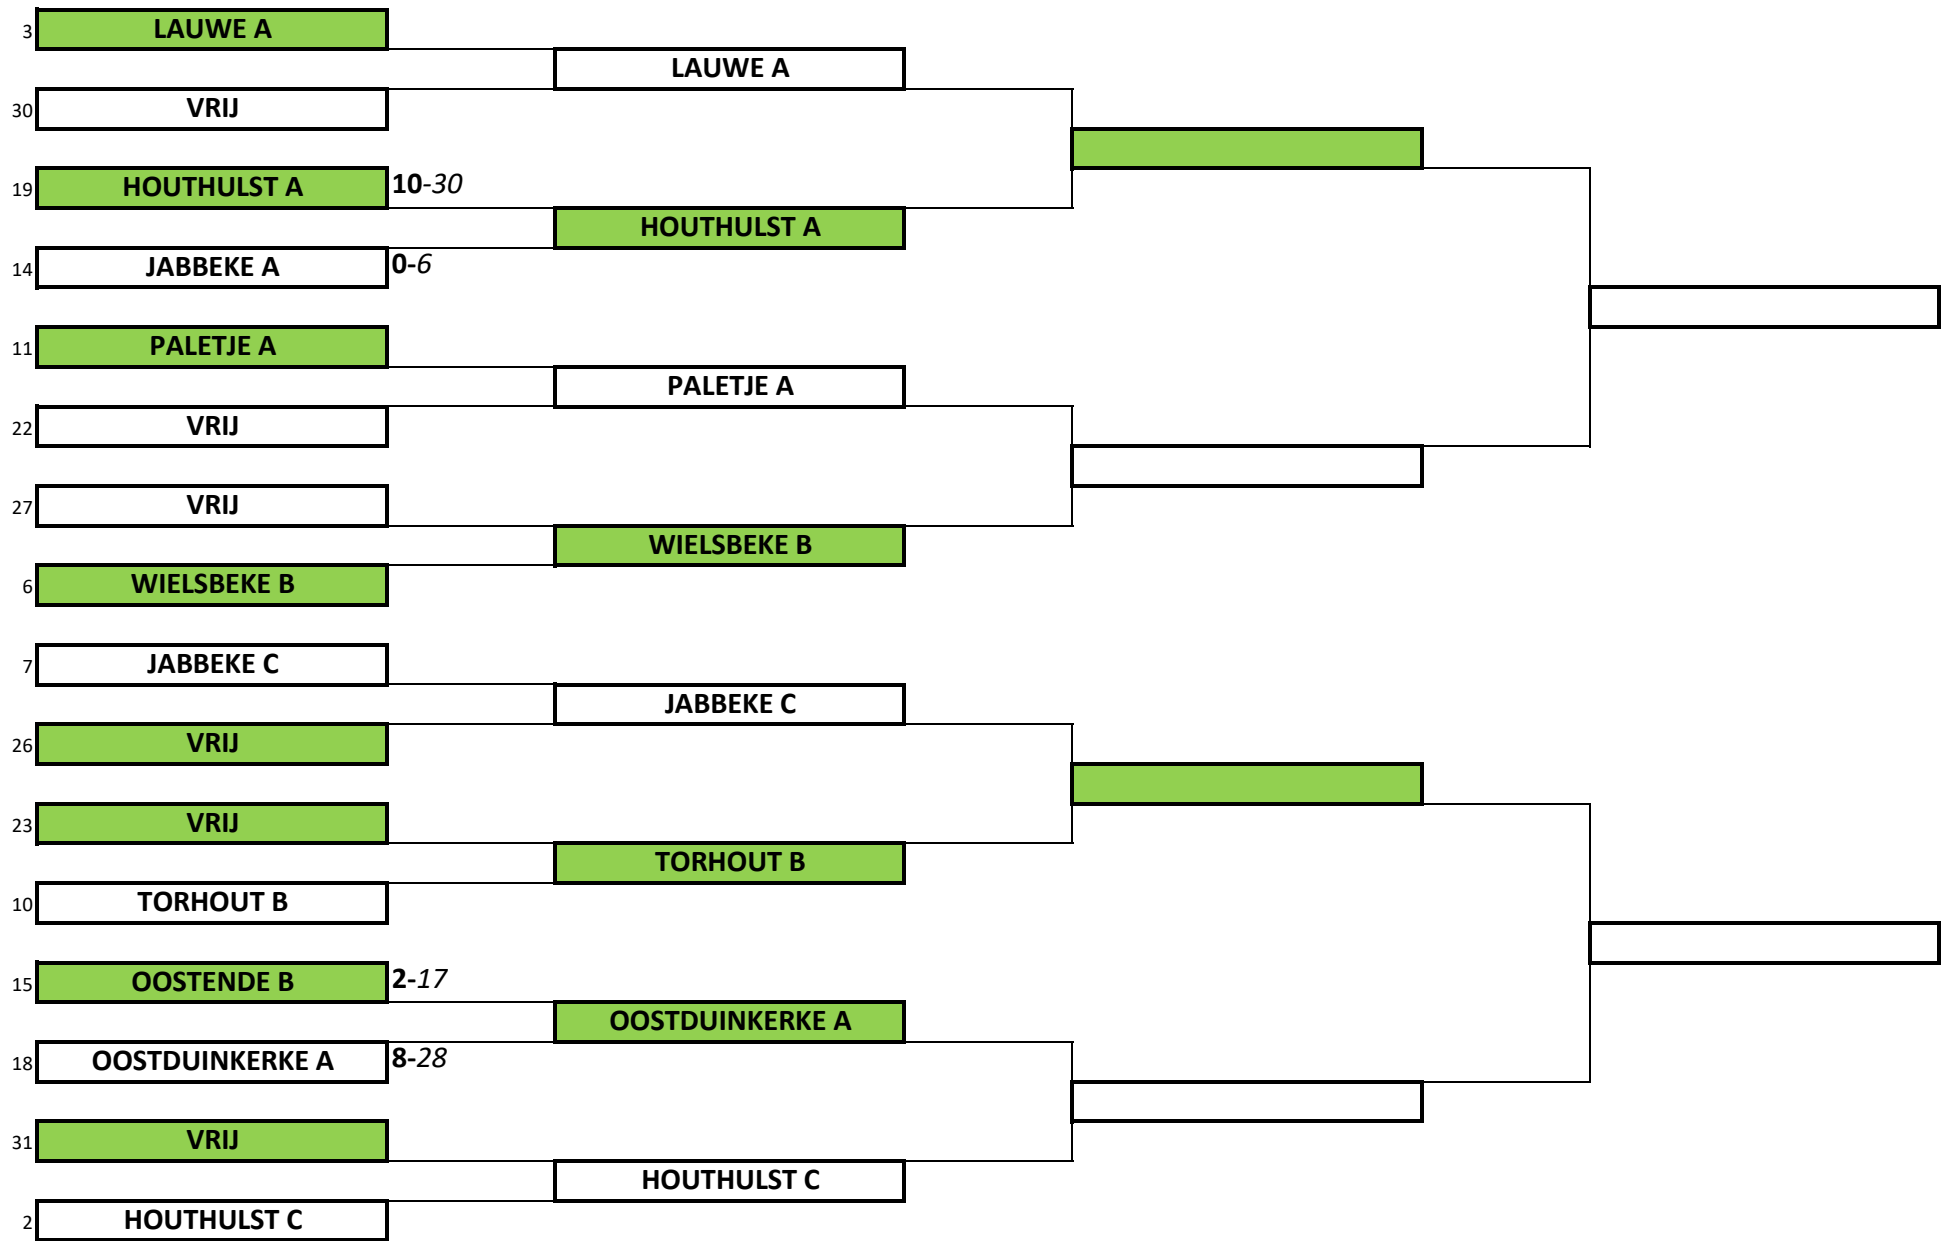 3 LAUWE A
LAUWE A
30 VRIJ
19 HOUTHULST A 10-30
HOUTHULST A
14 JABBEKE A 0-6
11 PALETJE A
PALETJE A
22 VRIJ
27 VRIJ
WIELSBEKE B
6 WIELSBEKE B
7 JABBEKE C
JABBEKE C
26 VRIJ
23 VRIJ
TORHOUT B
10 TORHOUT B
15 OOSTENDE B 2-17
OOSTDUINKERKE A
18 OOSTDUINKERKE A 8-28
31 VRIJ
HOUTHULST C
2 HOUTHULST C